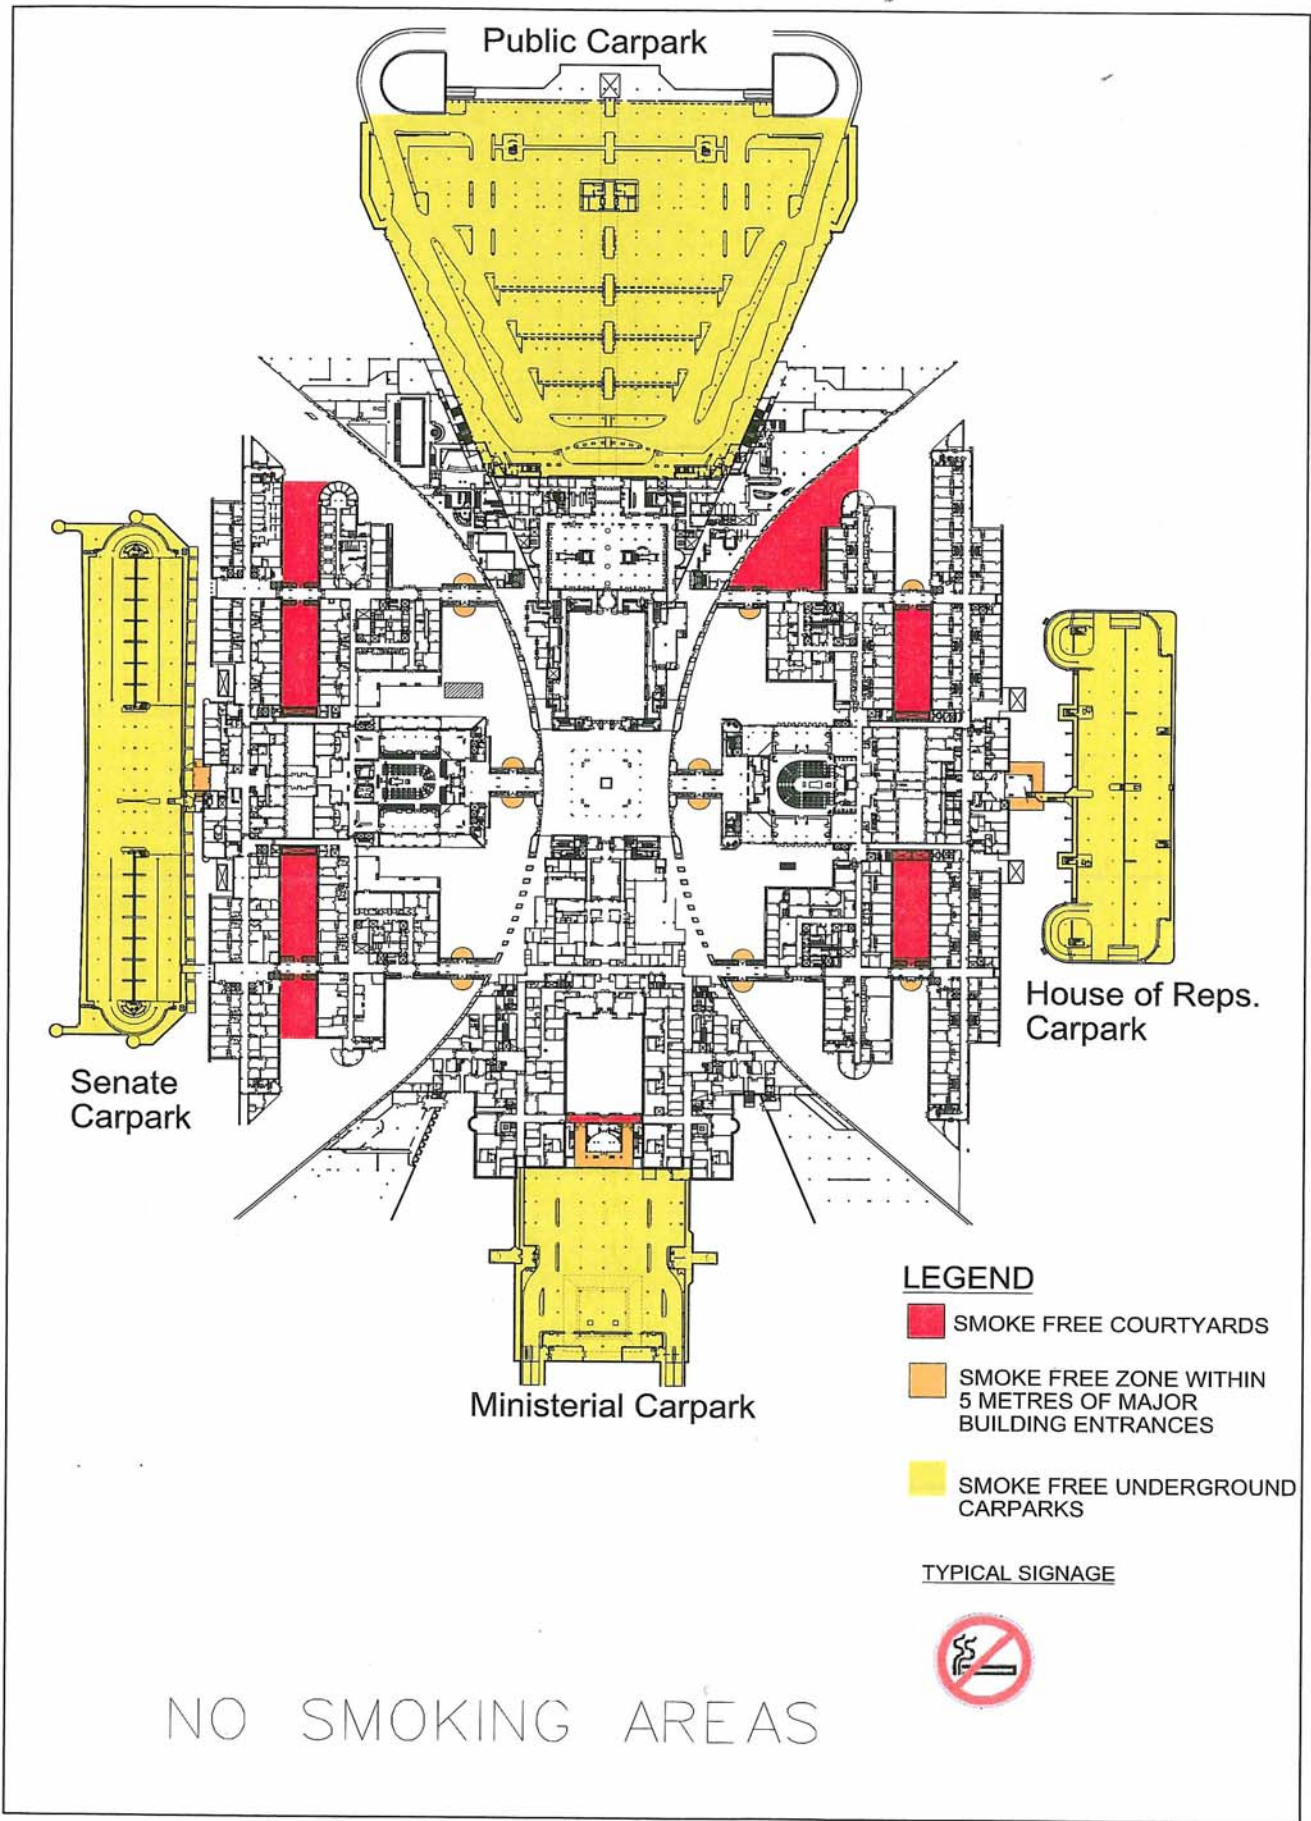 Public Carpark
House of Reps.
Carpark
Senate
Carpark
Ministerial Carpark
LEGEND
SMOKE FREE COURTYARDS
SMOKE FREE ZONE WITHIN
5 METRES OF MAJOR
BUILDING ENTRANCES
SMOKE FREE UNDERGROUND
CARPARKS
TYPICAL SIGNAGE
NO SMOKING AREAS